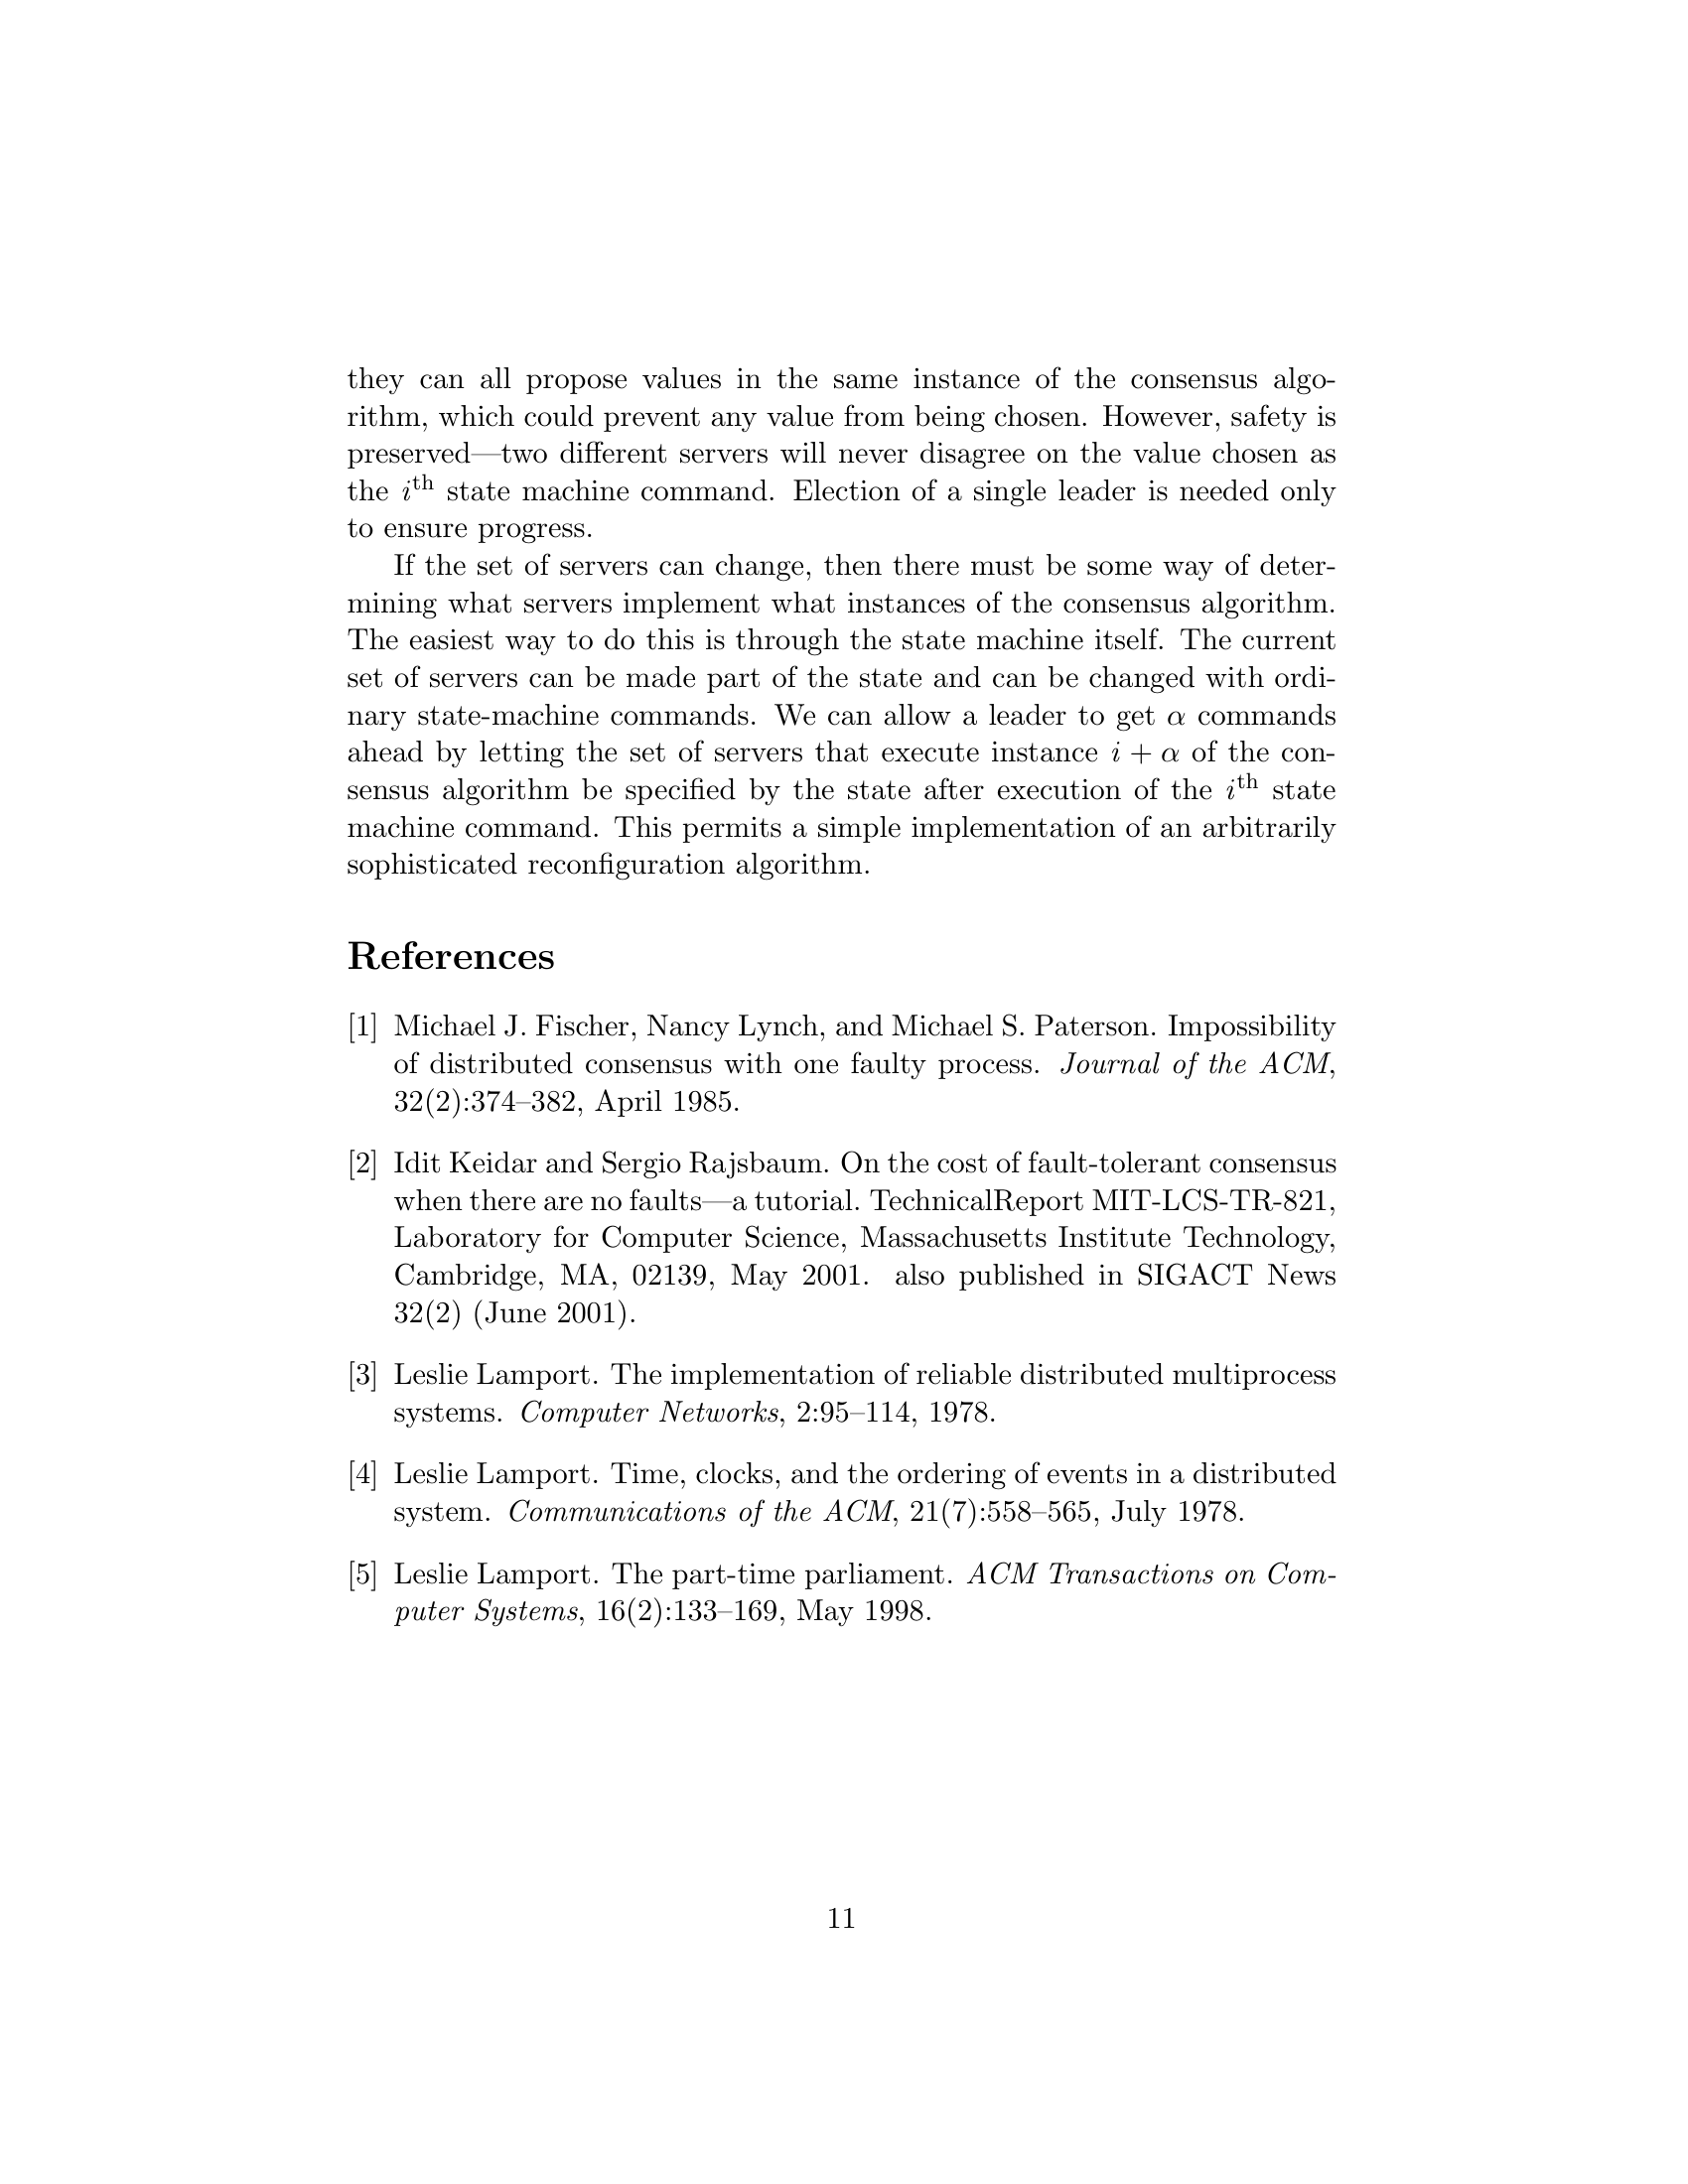 they can all propose values in the same instance of the consensus algo-
rithm, which could prevent any value from being chosen. However, safety is
preserved—two different servers will never disagree on the value chosen as
the iᵗʰ state machine command. Election of a single leader is needed only
to ensure progress.
If the set of servers can change, then there must be some way of deter-
mining what servers implement what instances of the consensus algorithm.
The easiest way to do this is through the state machine itself. The current
set of servers can be made part of the state and can be changed with ordi-
nary state-machine commands. We can allow a leader to get α commands
ahead by letting the set of servers that execute instance i + α of the con-
sensus algorithm be specified by the state after execution of the iᵗʰ state
machine command. This permits a simple implementation of an arbitrarily
sophisticated reconfiguration algorithm.
References
[1] Michael J. Fischer, Nancy Lynch, and Michael S. Paterson. Impossibility
of distributed consensus with one faulty process. Journal of the ACM,
32(2):374–382, April 1985.
[2] Idit Keidar and Sergio Rajsbaum. On the cost of fault-tolerant consensus
when there are no faults—a tutorial. TechnicalReport MIT-LCS-TR-821,
Laboratory for Computer Science, Massachusetts Institute Technology,
Cambridge, MA, 02139, May 2001. also published in SIGACT News
32(2) (June 2001).
[3] Leslie Lamport. The implementation of reliable distributed multiprocess
systems. Computer Networks, 2:95–114, 1978.
[4] Leslie Lamport. Time, clocks, and the ordering of events in a distributed
system. Communications of the ACM, 21(7):558–565, July 1978.
[5] Leslie Lamport. The part-time parliament. ACM Transactions on Com-
puter Systems, 16(2):133–169, May 1998.
11